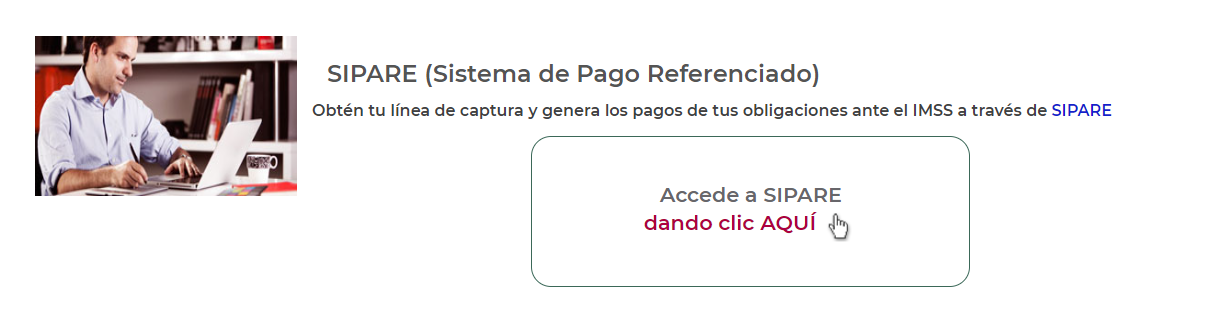 SIPARE (Sistema de Pago Referenciado)
Obtén tu línea de captura y genera los pagos de tus obligaciones ante el IMSS a través de SIPARE
Accede a SIPARE
dando clic AQUÍ